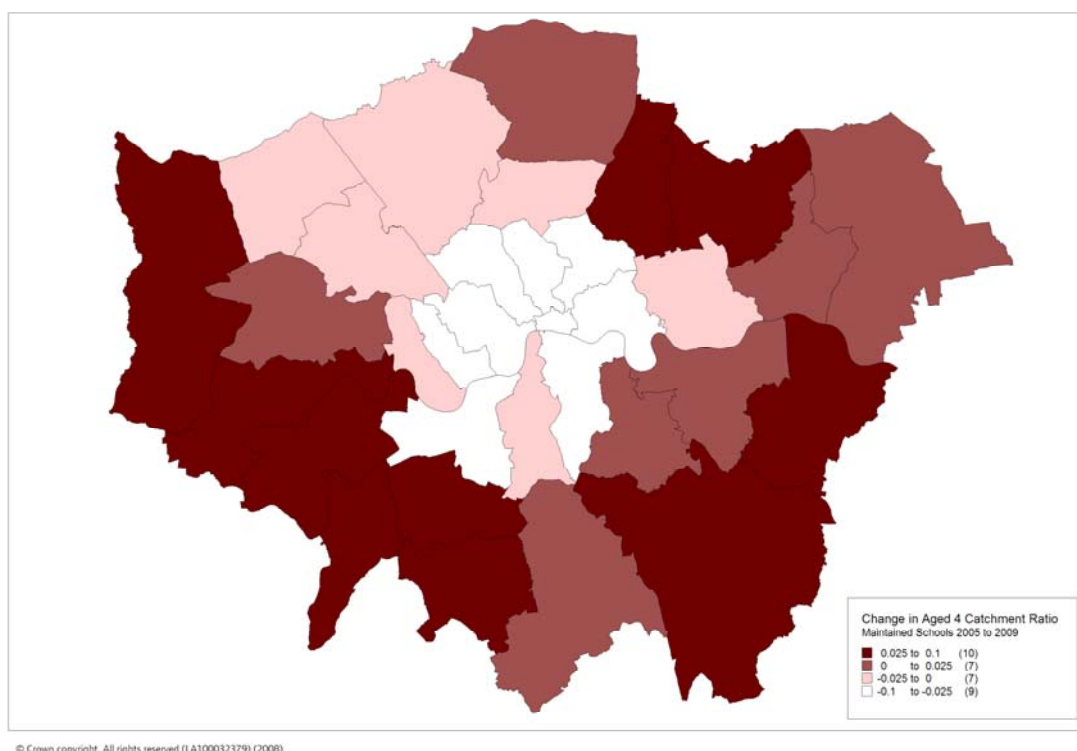 Change in Aged 4 Catchment Ratio
Maintained Schools 2005 to 2009
0.025 to 0.1 (10)
0 to 0.025 (7)
-0.025 to 0 (7)
-0.1 to -0.025 (9)
© Crown copyright. All rights reserved (LA100032379) (2008)